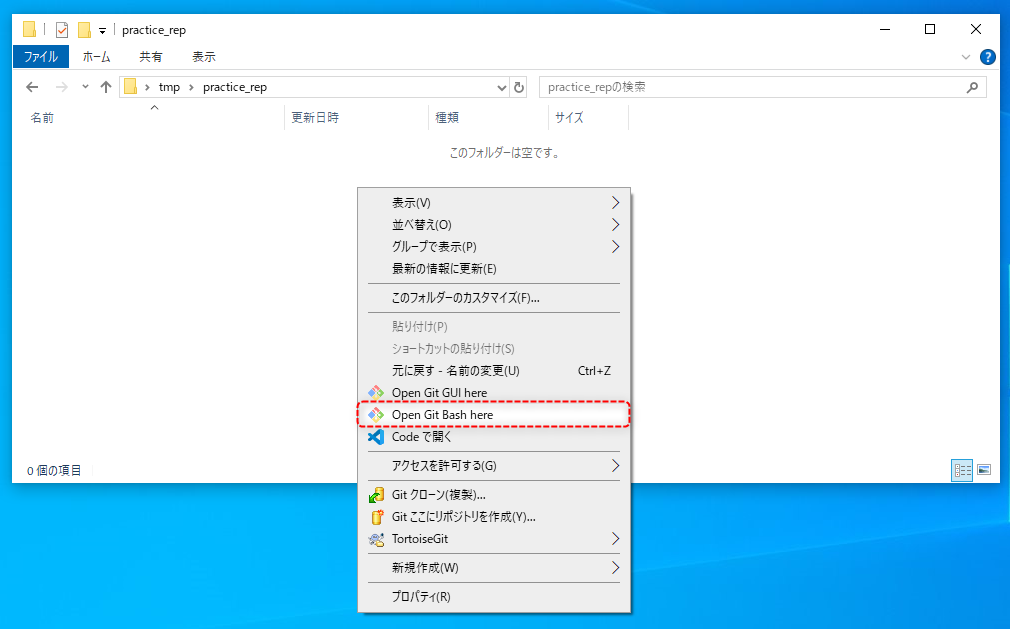 practice_rep
ファイル ホーム 共有 表示
tmp practice_rep practice_repの検索
名前 更新日時 種類 サイズ
このフォルダーは空です。
表示(V)
並べ替え(O)
グループで表示(P)
最新の情報に更新(E)
このフォルダーのカスタマイズ(F)...
貼り付け(P)
ショートカットの貼り付け(S)
元に戻す - 名前の変更(U) Ctrl+Z
Open Git GUI here
Open Git Bash here
Code で開く
アクセスを許可する(G)
Git クローン(複製)...
Git ここにリポジトリを作成(Y)...
TortoiseGit
新規作成(W)
プロパティ(R)
0 個の項目